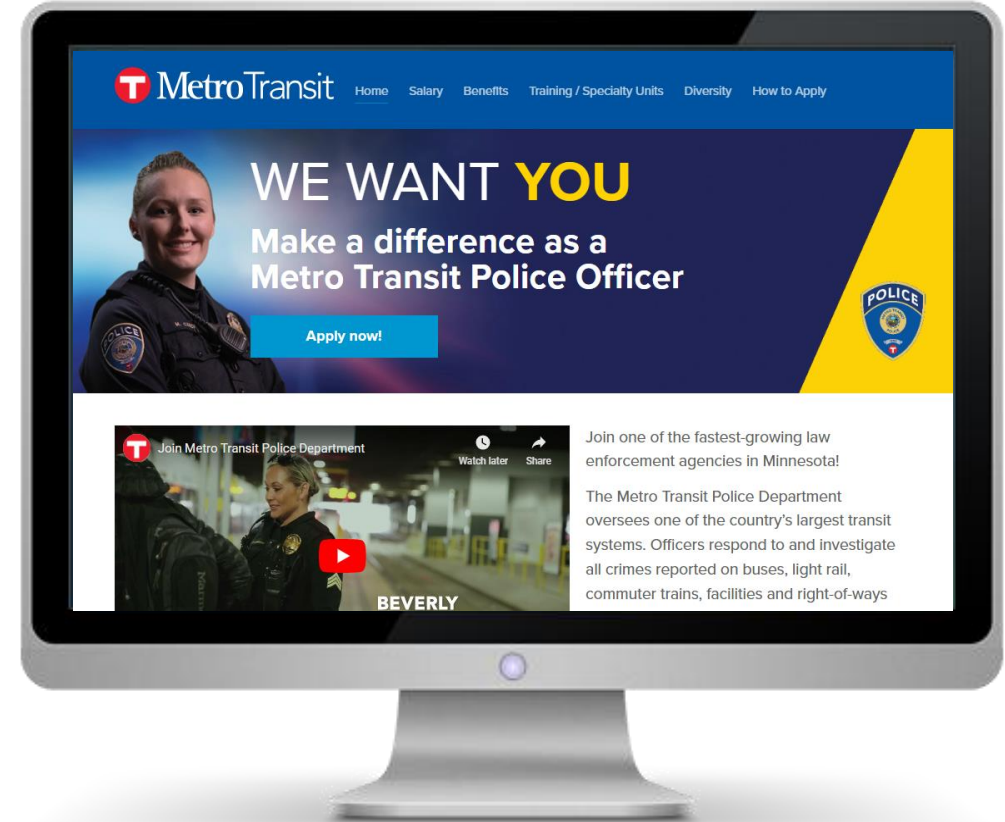 MetroTransit
Home Salary Benefits Training / Specialty Units Diversity How to Apply
WE WANT YOU
Make a difference as a
Metro Transit Police Officer
Apply now!
POLICE
POLICE
Join Metro Transit Police Department
Watch later Share
BEVERLY
Join one of the fastest-growing law
enforcement agencies in Minnesota!
The Metro Transit Police Department
oversees one of the country's largest transit
systems. Officers respond to and investigate
all crimes reported on buses, light rail,
commuter trains, facilities and right-of-ways